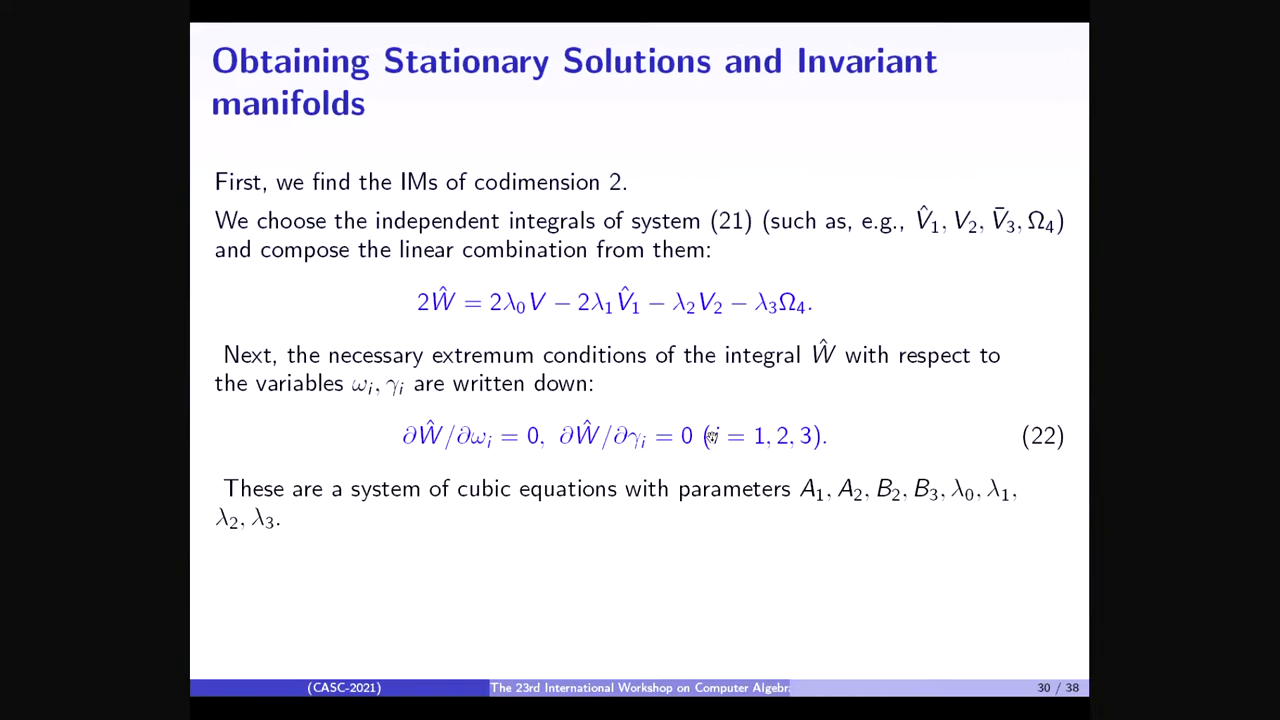 Obtaining Stationary Solutions and Invariant
manifolds
First, we find the IMs of codimension 2.
We choose the independent integrals of system (21) (such as, e.g., V̂₁, V₂, V̄₃, Ω₄)
and compose the linear combination from them:
2Ŵ = 2λ₀V − 2λ₁V̂₁ − λ₂V₂ − λ₃Ω₄.
Next, the necessary extremum conditions of the integral Ŵ with respect to
the variables ωᵢ, γᵢ are written down:
∂Ŵ/∂ωᵢ = 0, ∂Ŵ/∂γᵢ = 0 (i = 1, 2, 3). (22)
These are a system of cubic equations with parameters A₁, A₂, B₂, B₃, λ₀, λ₁,
λ₂, λ₃.
(CASC-2021) The 23rd International Workshop on Computer Algebr 30 / 38